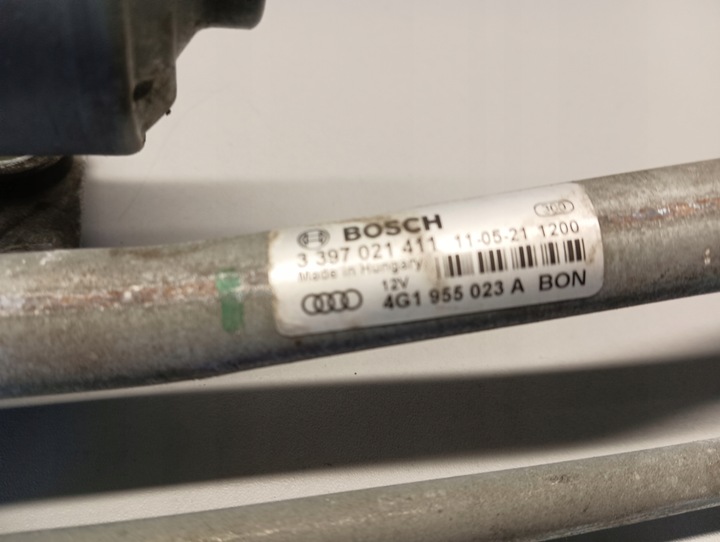 BOSCH
3 397 021 411 11-05-21 1200
Made in Hungary
12V
4G1 955 023 A BON